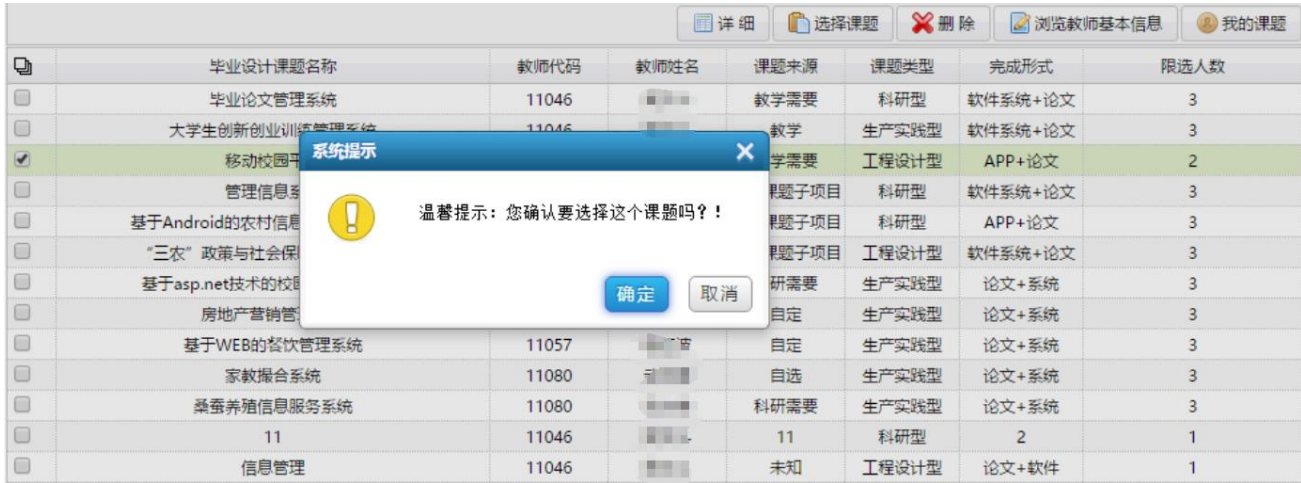 详 细 选择课题 删 除 浏览教师基本信息 我的课题
毕业设计课题名称 教师代码 教师姓名 课题来源 课题类型 完成形式 限选人数
毕业论文管理系统 11046 教学需要 科研型 软件系统+论文 3
大学生创新创业训练管理系统 11046 教学 生产实践型 软件系统+论文 3
系统提示
移动校园平 学需要 工程设计型 APP+论文 2
管理信息系 课题子项目 科研型 软件系统+论文 3
温馨提示：您确认要选择这个课题吗？！
基于Android的农村信息 课题子项目 科研型 APP+论文 3
“三农”政策与社会保 课题子项目 工程设计型 软件系统+论文 3
基于asp.net技术的校 研需要 生产实践型 论文+系统 3
确定 取消
房地产营销管 自定 生产实践型 论文+系统 3
基于WEB的餐饮管理系统 11057 波 自定 生产实践型 论文+系统 3
家教撮合系统 11080 自选 生产实践型 论文+系统 3
桑蚕养殖信息服务系统 11080 科研需要 生产实践型 论文+系统 3
11 11046 11 科研型 2 1
信息管理 11046 未知 工程设计型 论文+软件 1